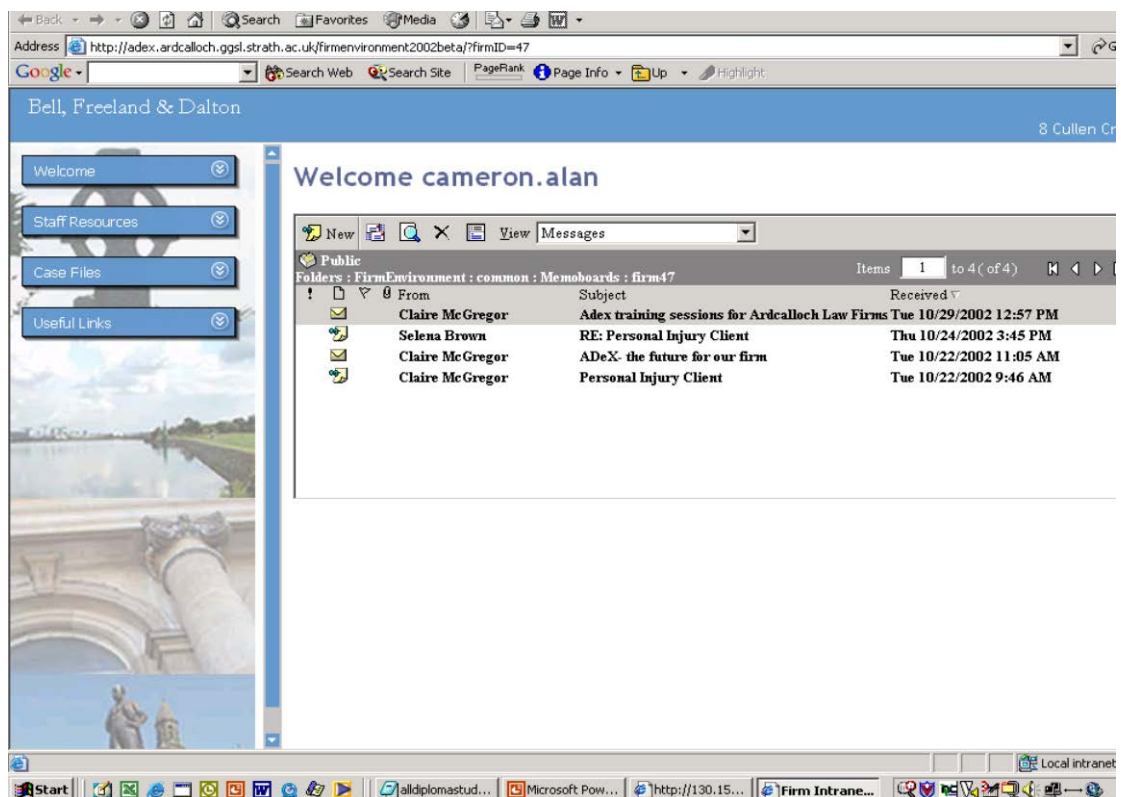 Back Search Favorites Media
Address http://adex.ardcalloch.ggsl.strath.ac.uk/firmenvironment2002beta/?firmID=47
Google Search Web Search Site PageRank Page Info Up Highlight
Bell, Freeland & Dalton
8 Cullen Cr
Welcome
Staff Resources
Case Files
Useful Links
Welcome cameron.alan
New View Messages
Public
Folders : FirmEnvironment : common : Memoboards : firm47
Items 1 to 4 ( of 4 )
! From Subject Received
Claire McGregor Adex training sessions for Ardcalloch Law Firms Tue 10/29/2002 12:57 PM
Selena Brown RE: Personal Injury Client Thu 10/24/2002 3:45 PM
Claire McGregor ADeX- the future for our firm Tue 10/22/2002 11:05 AM
Claire McGregor Personal Injury Client Tue 10/22/2002 9:46 AM
Local intranet
Start alldiplomastud... Microsoft Pow... http://130.15... Firm Intrane...